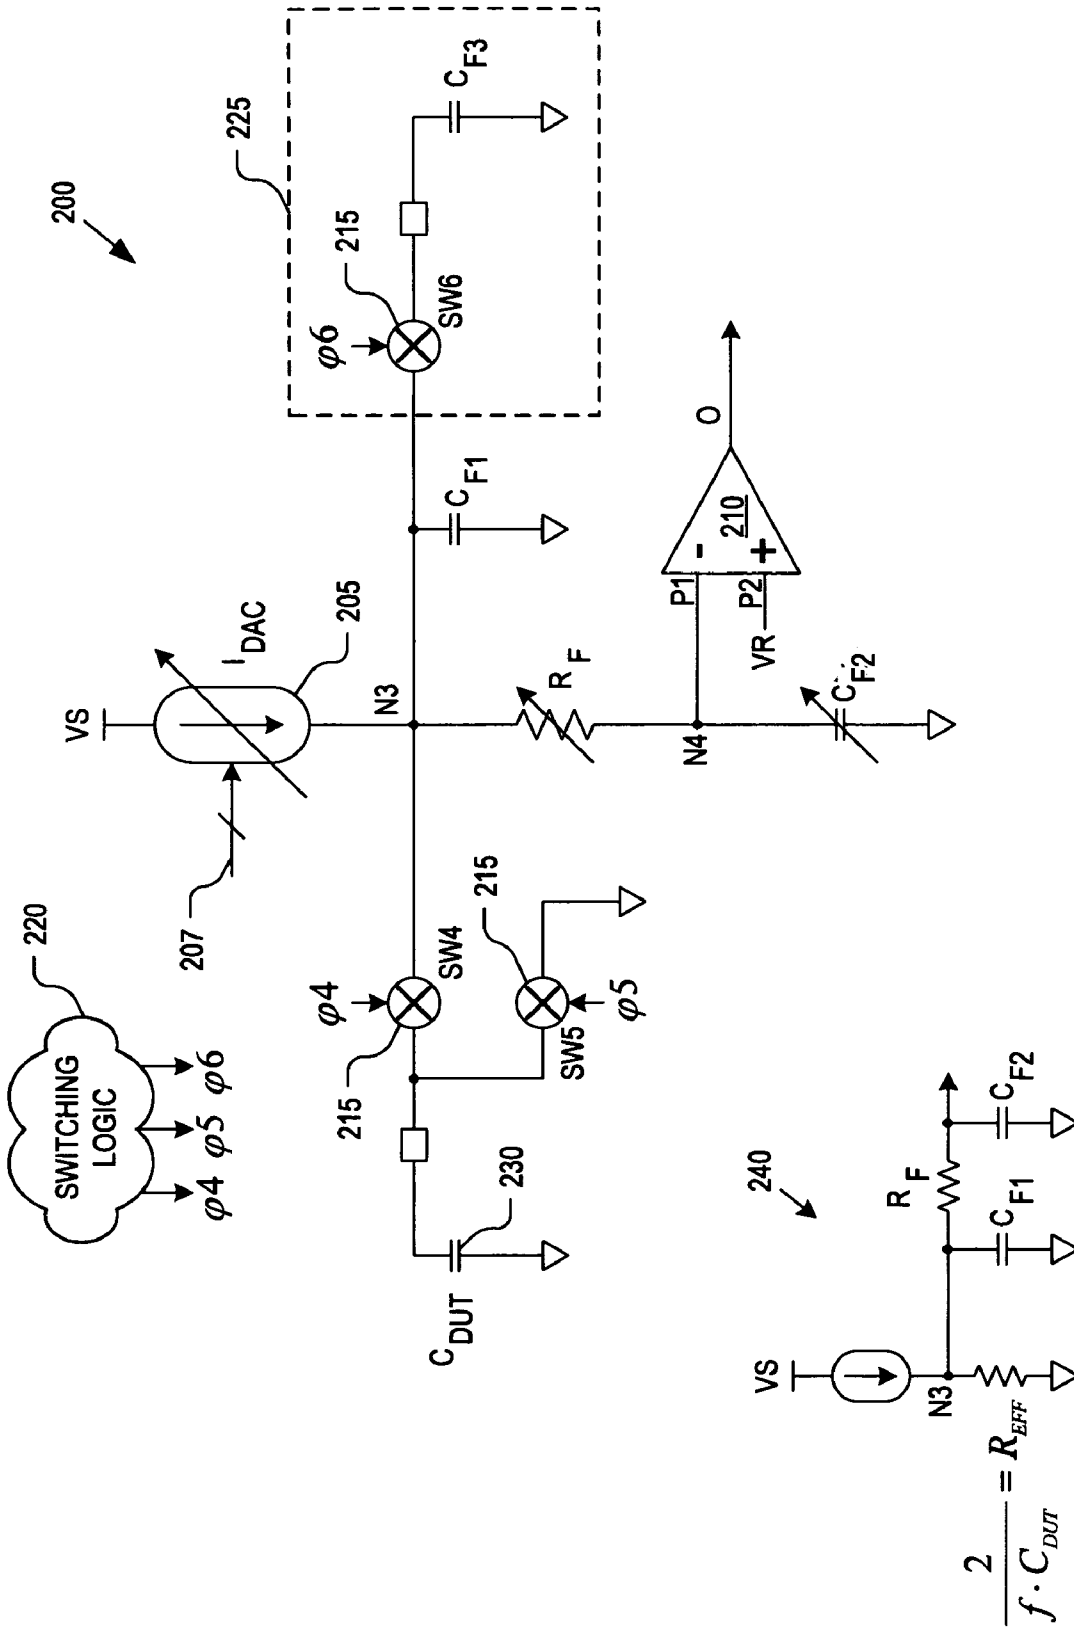 200
220
SWITCHING
LOGIC
φ4 φ5 φ6
207
VS
I DAC
205
225
215
φ6
SW6
C F3
C F1
N3
φ4
215
SW4
215
SW5
φ5
C DUT
230
R F
N4
P1
-
210
+
P2
VR
O
C F2
240
VS
N3
R F
C F1
C F2
2 / f · C DUT = R EFF